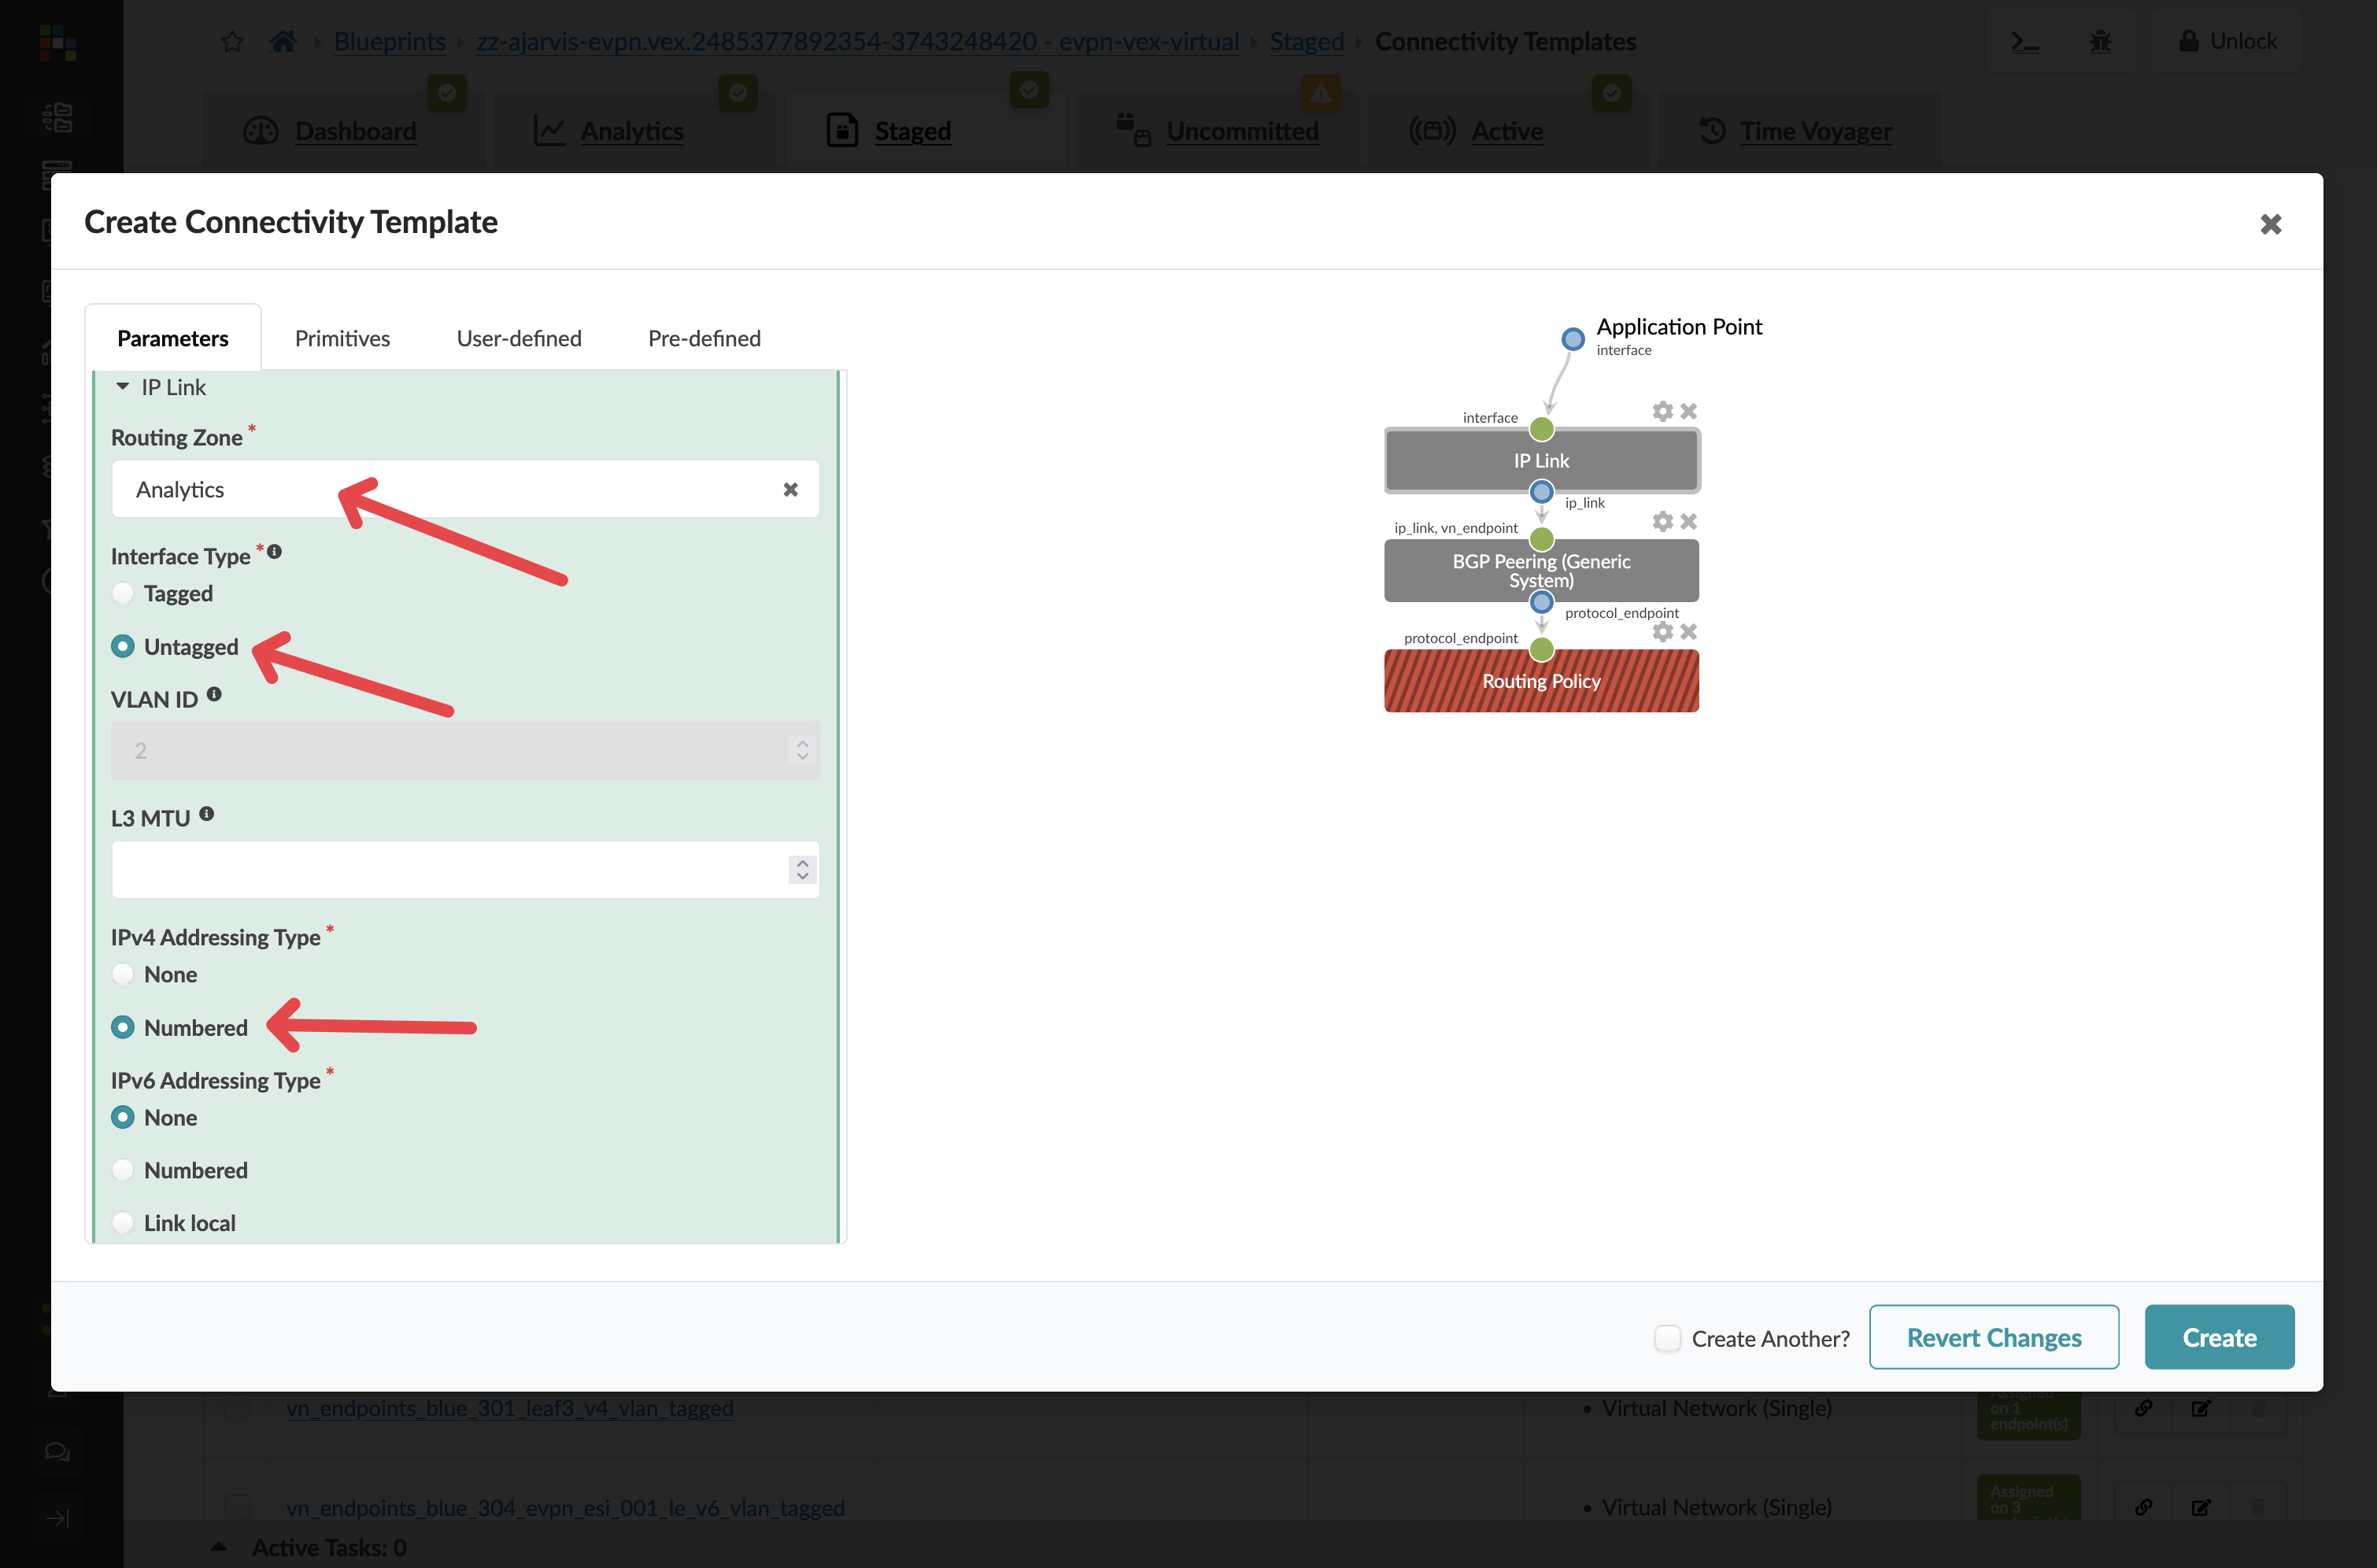 Blueprints zz-ajarvis-evpn.vex.2485377892354-3743248420 - evpn-vex-virtual Staged Connectivity Templates
Unlock
Dashboard Analytics Staged Uncommitted Active Time Voyager
Create Connectivity Template
Parameters Primitives User-defined Pre-defined
IP Link
Routing Zone *
Analytics
Interface Type *
Tagged
Untagged
VLAN ID
2
L3 MTU
IPv4 Addressing Type *
None
Numbered
IPv6 Addressing Type *
None
Numbered
Link local
Application Point
interface
interface
IP Link
ip_link
ip_link, vn_endpoint
BGP Peering (Generic
System)
protocol_endpoint
protocol_endpoint
Routing Policy
Create Another?
Revert Changes
Create
vn_endpoints_blue_301_leaf3_v4_vlan_tagged
• Virtual Network (Single)
Assigned
on 1
endpoint(s)
vn_endpoints_blue_304_evpn_esi_001_le_v6_vlan_tagged
• Virtual Network (Single)
Assigned
on 3
Active Tasks: 0